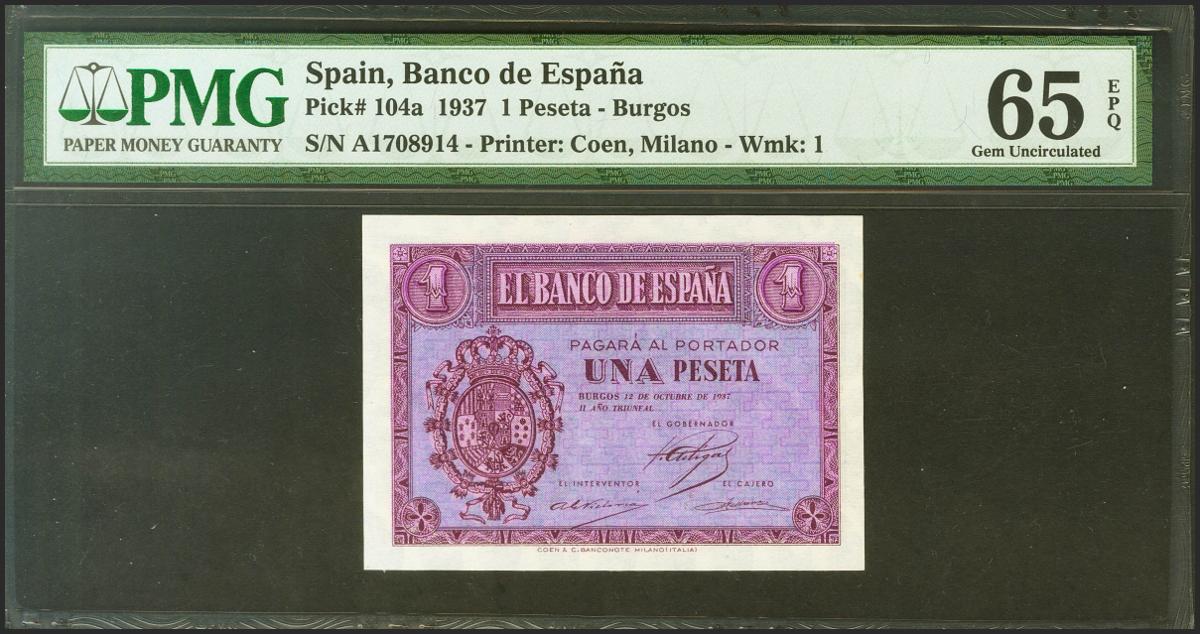 PMG
PAPER MONEY GUARANTY
Spain, Banco de España
Pick# 104a 1937 1 Peseta - Burgos
S/N A1708914 - Printer: Coen, Milano - Wmk: 1
65
EPQ
Gem Uncirculated
1
EL BANCO DE ESPAÑA
1
PAGARÁ AL PORTADOR
UNA PESETA
BURGOS 12 DE OCTUBRE DE 1937
II AÑO TRIUNFAL
EL GOBERNADOR
EL INTERVENTOR
EL CAJERO
COEN & C. BANCONOTE MILANO (ITALIA)